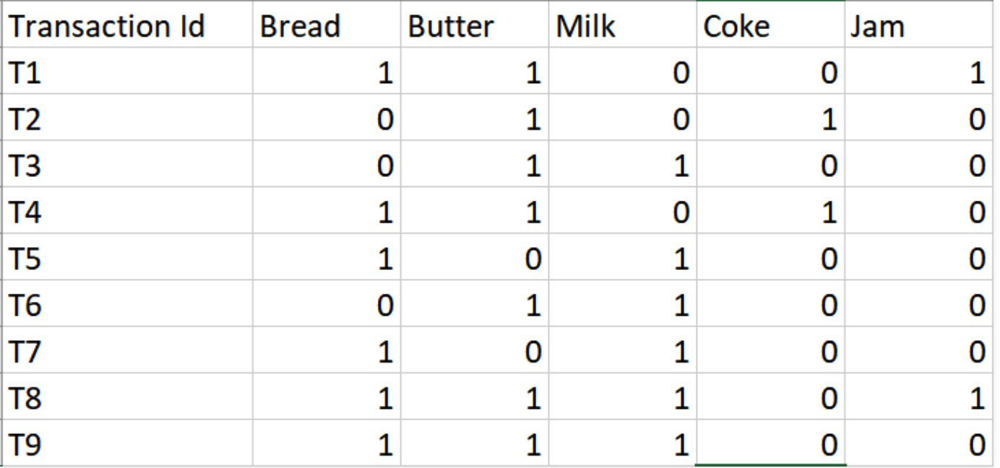 Transaction Id Bread Butter Milk Coke Jam
T1 1 1 0 0 1
T2 0 1 0 1 0
T3 0 1 1 0 0
T4 1 1 0 1 0
T5 1 0 1 0 0
T6 0 1 1 0 0
T7 1 0 1 0 0
T8 1 1 1 0 1
T9 1 1 1 0 0